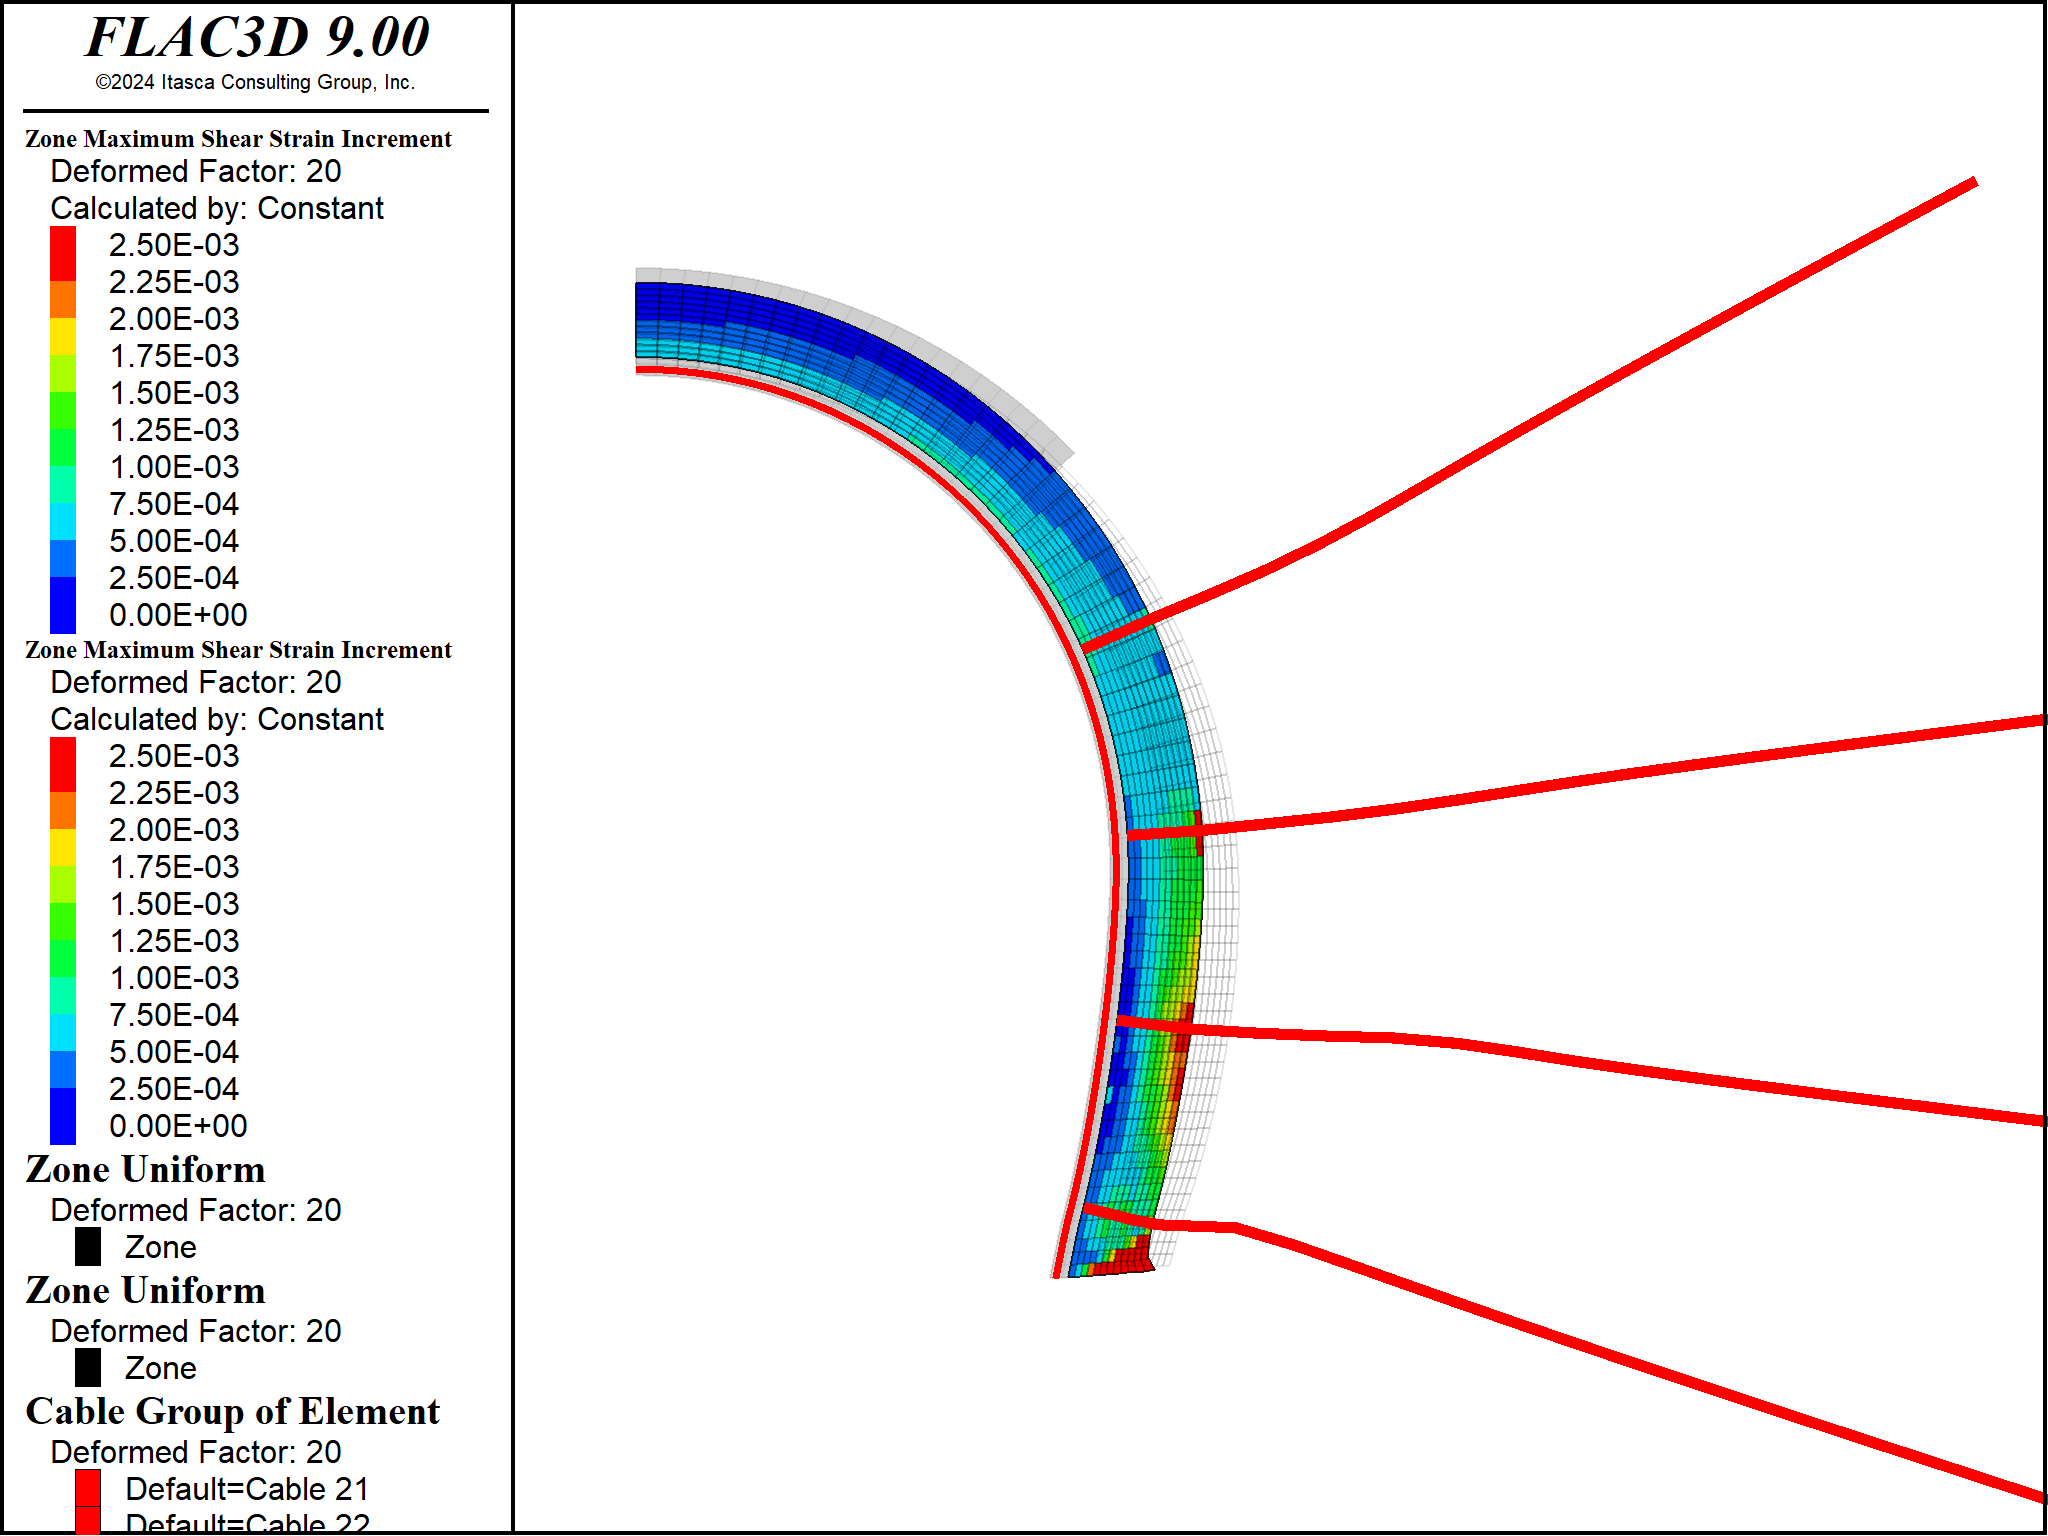 FLAC3D 9.00
©2024 Itasca Consulting Group, Inc.
Zone Maximum Shear Strain Increment
Deformed Factor: 20
Calculated by: Constant
2.50E-03
2.25E-03
2.00E-03
1.75E-03
1.50E-03
1.25E-03
1.00E-03
7.50E-04
5.00E-04
2.50E-04
0.00E+00
Zone Maximum Shear Strain Increment
Deformed Factor: 20
Calculated by: Constant
2.50E-03
2.25E-03
2.00E-03
1.75E-03
1.50E-03
1.25E-03
1.00E-03
7.50E-04
5.00E-04
2.50E-04
0.00E+00
Zone Uniform
Deformed Factor: 20
Zone
Zone Uniform
Deformed Factor: 20
Zone
Cable Group of Element
Deformed Factor: 20
Default=Cable 21
Default=Cable 22